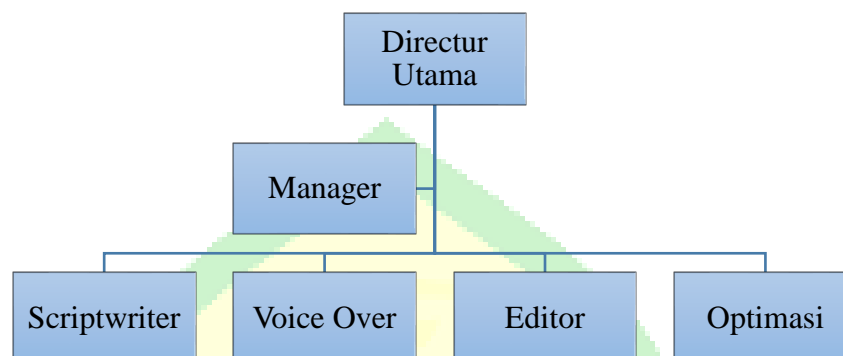 Directur
Utama
Manager
Scriptwriter
Voice Over
Editor
Optimasi